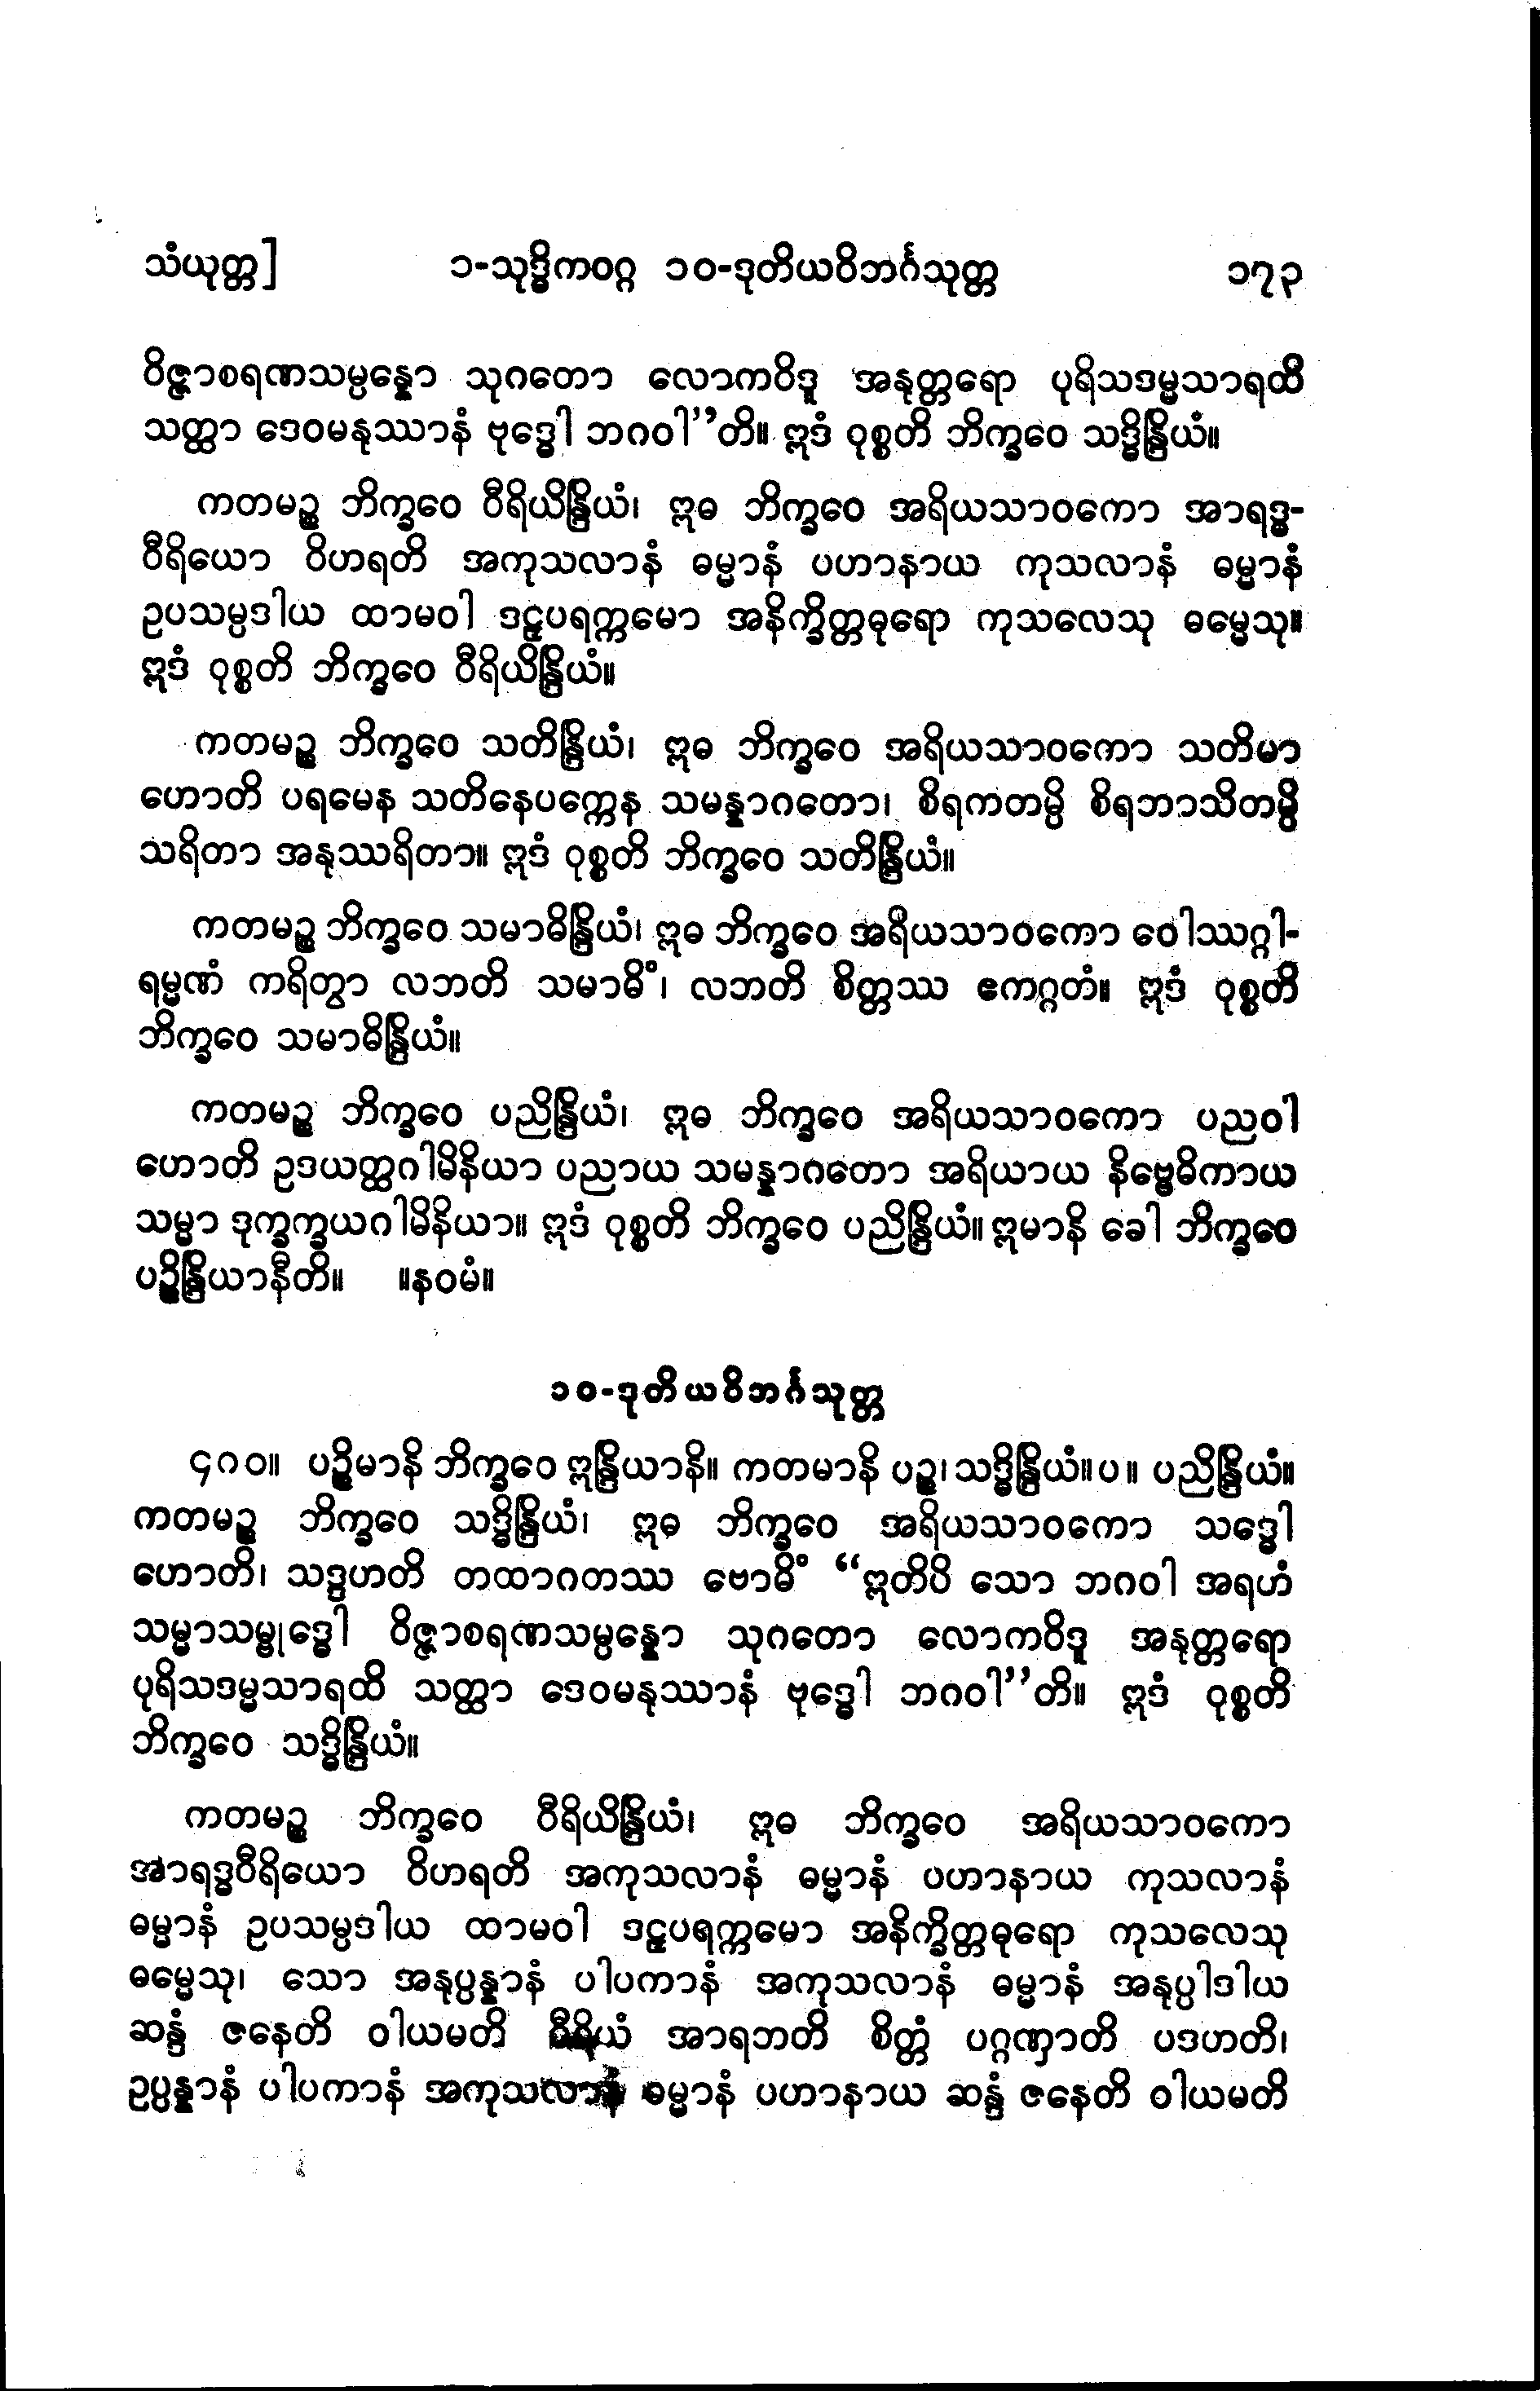 သံယုတ္တ] ၁-သုဒ္ဓိကဝဂ္ဂ ၁၀-ဒုတိယဝိဘင်္ဂသုတ္တ ၁၇၃
ဝိဇ္ဇာစရဏသမ္ပန္နော သုဂတော လောကဝိဒူ အနုတ္တရော ပုရိသဒမ္မသာရထိ
သတ္ထာ ဒေဝမနုဿာနံ ဗုဒ္ဓေါ ဘဂဝါ”တိ။ ဣဒံ ဝုစ္စတိ ဘိက္ခဝေ သဒ္ဓိန္ဒြိယံ။
ကတမဉ္စ ဘိက္ခဝေ ဝီရိယိန္ဒြိယံ၊ ဣဓ ဘိက္ခဝေ အရိယသာဝကော အာရဒ္ဓ-
ဝီရိယော ဝိဟရတိ အကုသလာနံ ဓမ္မာနံ ပဟာနာယ ကုသလာနံ ဓမ္မာနံ
ဥပသမ္ပဒါယ ထာမဝါ ဒဠှပရက္ကမော အနိက္ခိတ္တဓုရော ကုသလေသု ဓမ္မေသု။
ဣဒံ ဝုစ္စတိ ဘိက္ခဝေ ဝီရိယိန္ဒြိယံ။
ကတမဉ္စ ဘိက္ခဝေ သတိန္ဒြိယံ၊ ဣဓ ဘိက္ခဝေ အရိယသာဝကော သတိမာ
ဟောတိ ပရမေန သတိနေပက္ကေန သမန္နာဂတော၊ စိရကတမ္ပိ စိရဘာသိတမ္ပိ
သရိတာ အနုဿရိတာ။ ဣဒံ ဝုစ္စတိ ဘိက္ခဝေ သတိန္ဒြိယံ။
ကတမဉ္စ ဘိက္ခဝေ သမာဓိန္ဒြိယံ၊ ဣဓ ဘိက္ခဝေ အရိယသာဝကော ဝေါဿဂ္ဂါ-
ရမ္မဏံ ကရိတွာ လဘတိ သမာဓိံ၊ လဘတိ စိတ္တဿ ဧကဂ္ဂတံ။ ဣဒံ ဝုစ္စတိ
ဘိက္ခဝေ သမာဓိန္ဒြိယံ။
ကတမဉ္စ ဘိက္ခဝေ ပညိန္ဒြိယံ၊ ဣဓ ဘိက္ခဝေ အရိယသာဝကော ပညဝါ
ဟောတိ ဥဒယတ္ထဂါမိနိယာ ပညာယ သမန္နာဂတော အရိယာယ နိဗ္ဗေဓိကာယ
သမ္မာ ဒုက္ခက္ခယဂါမိနိယာ။ ဣဒံ ဝုစ္စတိ ဘိက္ခဝေ ပညိန္ဒြိယံ။ ဣမာနိ ခေါ ဘိက္ခဝေ
ပဉ္စိန္ဒြိယာနီတိ။ ။နဝမံ။
၁၀-ဒုတိယဝိဘင်္ဂသုတ္တ
၄၈၀။ ပဉ္စိမာနိ ဘိက္ခဝေ ဣန္ဒြိယာနိ။ ကတမာနိ ပဉ္စ၊ သဒ္ဓိန္ဒြိယံ။ပ။ ပညိန္ဒြိယံ။
ကတမဉ္စ ဘိက္ခဝေ သဒ္ဓိန္ဒြိယံ၊ ဣဓ ဘိက္ခဝေ အရိယသာဝကော သဒ္ဓေါ
ဟောတိ၊ သဒ္ဒဟတိ တထာဂတဿ ဗောဓိံ “ဣတိပိ သော ဘဂဝါ အရဟံ
သမ္မာသမ္ဗုဒ္ဓေါ ဝိဇ္ဇာစရဏသမ္ပန္နော သုဂတော လောကဝိဒူ အနုတ္တရော
ပုရိသဒမ္မသာရထိ သတ္ထာ ဒေဝမနုဿာနံ ဗုဒ္ဓေါ ဘဂဝါ”တိ။ ဣဒံ ဝုစ္စတိ
ဘိက္ခဝေ သဒ္ဓိန္ဒြိယံ။
ကတမဉ္စ ဘိက္ခဝေ ဝီရိယိန္ဒြိယံ၊ ဣဓ ဘိက္ခဝေ အရိယသာဝကော
အာရဒ္ဓဝီရိယော ဝိဟရတိ အကုသလာနံ ဓမ္မာနံ ပဟာနာယ ကုသလာနံ
ဓမ္မာနံ ဥပသမ္ပဒါယ ထာမဝါ ဒဠှပရက္ကမော အနိက္ခိတ္တဓုရော ကုသလေသု
ဓမ္မေသု၊ သော အနုပ္ပန္နာနံ ပါပကာနံ အကုသလာနံ ဓမ္မာနံ အနုပ္ပါဒါယ
ဆန္ဒံ ဇနေတိ ဝါယမတိ ဝီရိယံ အာရဘတိ စိတ္တံ ပဂ္ဂဏှာတိ ပဒဟတိ၊
ဥပ္ပန္နာနံ ပါပကာနံ အကုသလာနံ ဓမ္မာနံ ပဟာနာယ ဆန္ဒံ ဇနေတိ ဝါယမတိ